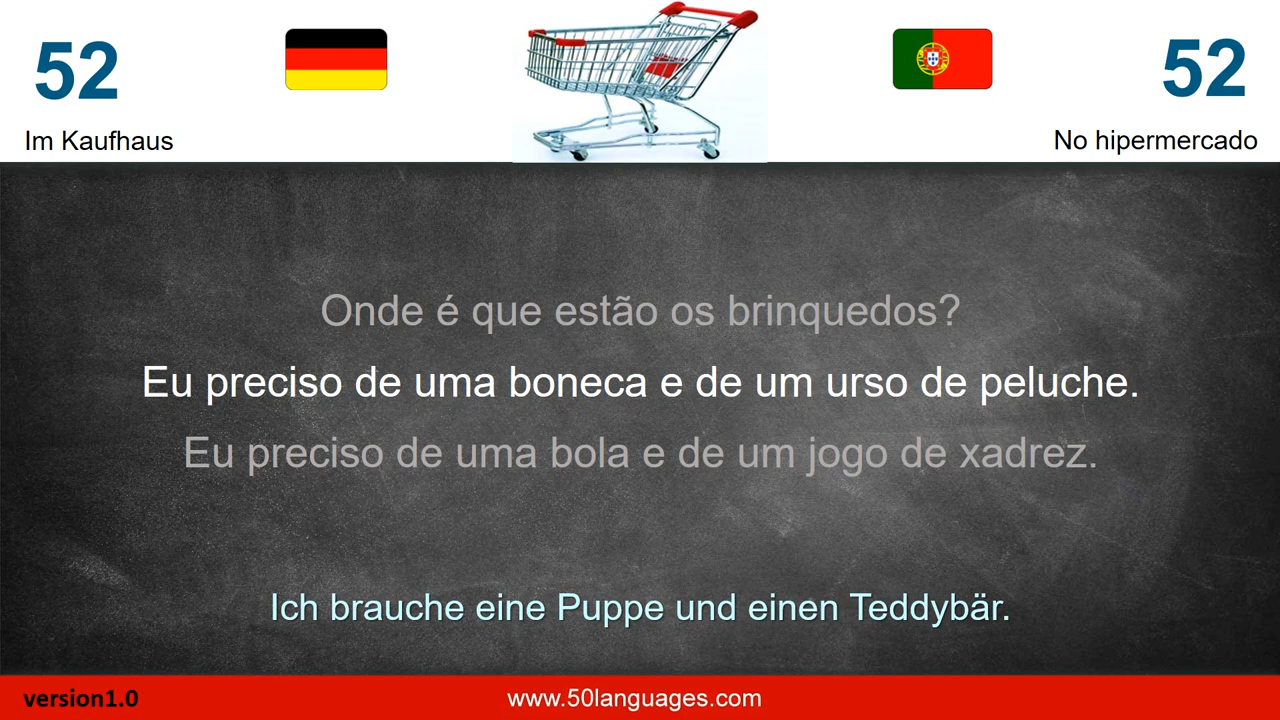 52
52
Im Kaufhaus
No hipermercado
Onde é que estão os brinquedos?
Eu preciso de uma boneca e de um urso de peluche.
Eu preciso de uma bola e de um jogo de xadrez.
Ich brauche eine Puppe und einen Teddybär.
version1.0
www.50languages.com